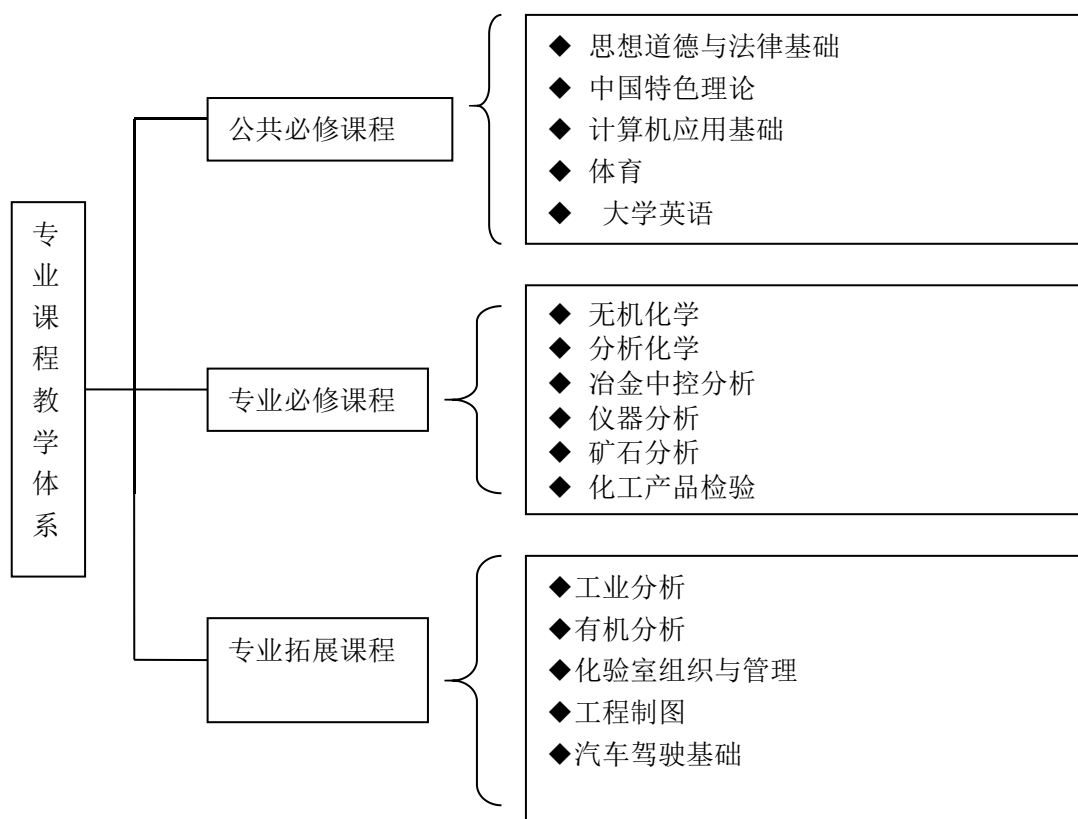 专业课程教学体系
公共必修课程
◆ 思想道德与法律基础
◆ 中国特色理论
◆ 计算机应用基础
◆ 体育
◆ 大学英语
专业必修课程
◆ 无机化学
◆ 分析化学
◆ 冶金中控分析
◆ 仪器分析
◆ 矿石分析
◆ 化工产品检验
专业拓展课程
◆工业分析
◆有机分析
◆化验室组织与管理
◆工程制图
◆汽车驾驶基础